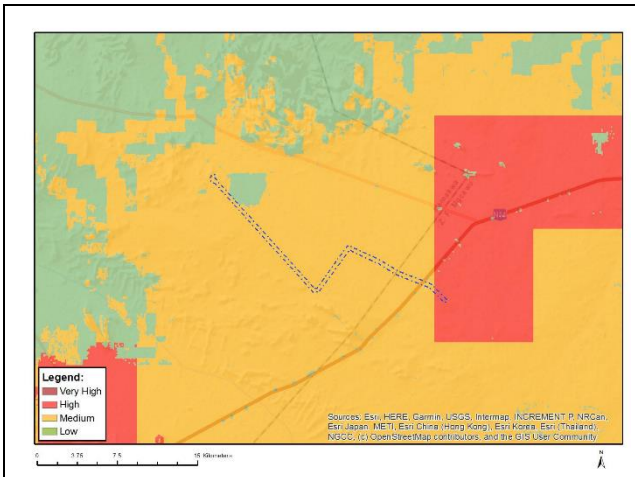 Legend:
Very High
High
Medium
Low
Sources: Esri, HERE, Garmin, USGS, Intermap, INCREMENT P, NRCan,
Esri Japan, METI, Esri China (Hong Kong), Esri Korea, Esri (Thailand),
NGCC, (c) OpenStreetMap contributors, and the GIS User Community
0 3.75 7.5 15 Kilometers
N